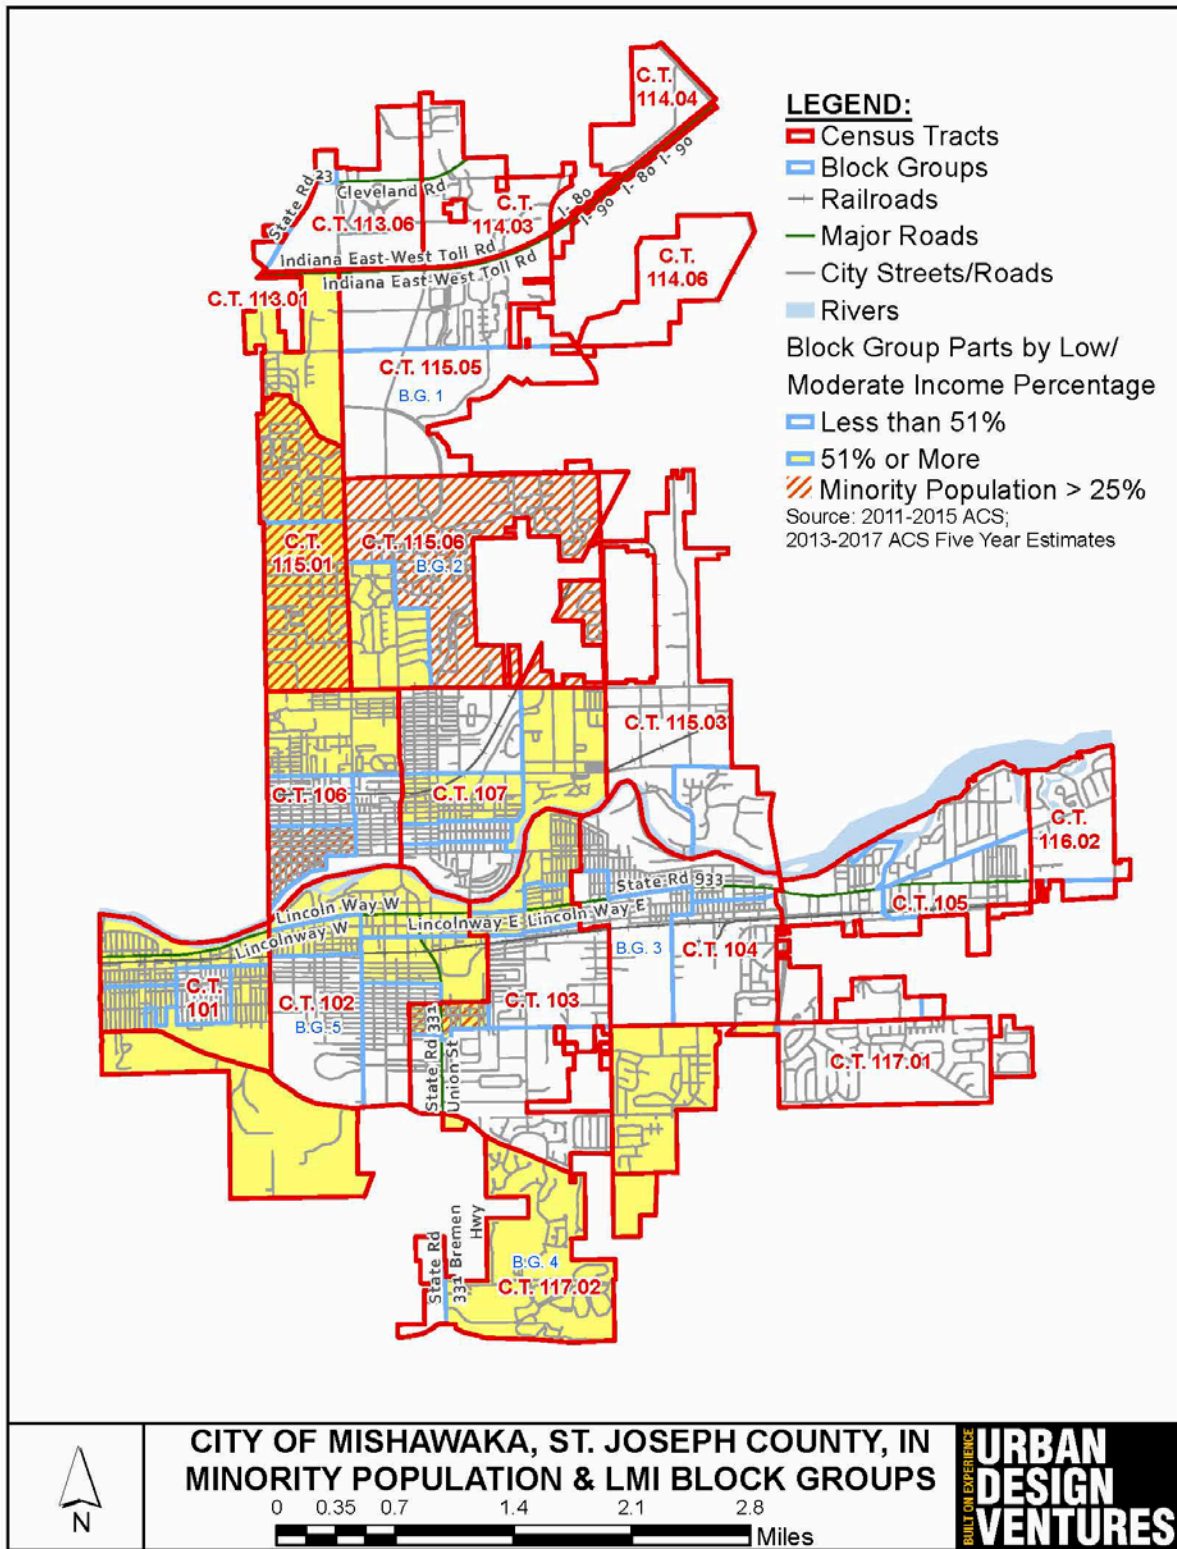 C.T.
114.04
LEGEND:
Census Tracts
Block Groups
Railroads
Major Roads
City Streets/Roads
Rivers
Block Group Parts by Low/
Moderate Income Percentage
Less than 51%
51% or More
Minority Population > 25%
Source: 2011-2015 ACS;
2013-2017 ACS Five Year Estimates
State Rd 23
Cleveland Rd
C.T. 113.06
C.T.
114.03
I- 80
I- 90
I- 80
I- 90
Indiana East-West Toll Rd
Indiana East-West Toll Rd
C.T.
114.06
C.T. 113.01
C.T. 115.05
B.G. 1
C.T.
115.01
C.T. 115.06
B.G. 2
C.T. 115.03
C.T. 106
C.T. 107
C.T.
116.02
State Rd 933
Lincoln Way W
Lincolnway W
Lincolnway E
Lincoln Way E
C.T. 105
B.G. 3
C.T. 104
C.T.
101
C.T. 102
B.G. 5
C.T. 103
State Rd 331
Union St
C.T. 117.01
State Rd
331 Bremen
Hwy
B.G. 4
C.T. 117.02
N
CITY OF MISHAWAKA, ST. JOSEPH COUNTY, IN
MINORITY POPULATION & LMI BLOCK GROUPS
0 0.35 0.7 1.4 2.1 2.8
Miles
BUILT ON EXPERIENCE
URBAN
DESIGN
VENTURES